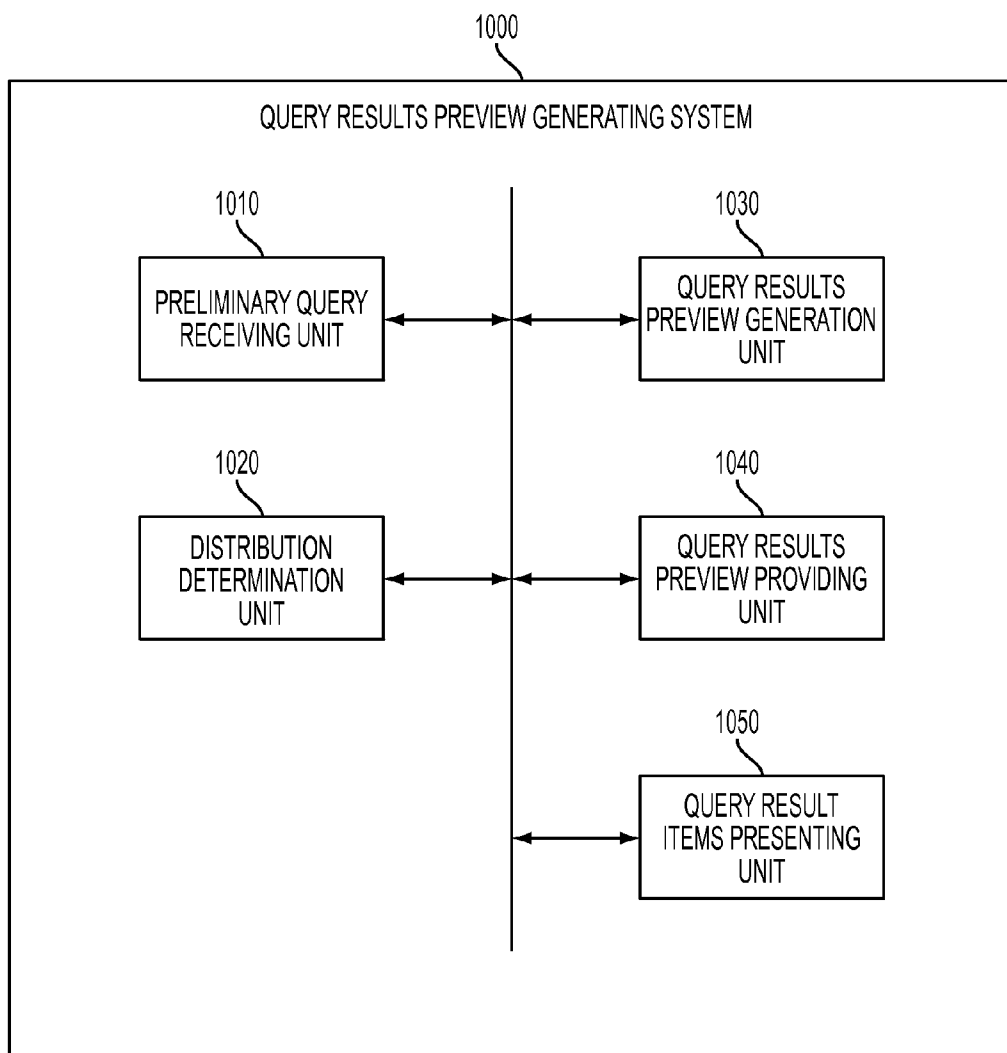 1000
QUERY RESULTS PREVIEW GENERATING SYSTEM
1010
PRELIMINARY QUERY
RECEIVING UNIT
1030
QUERY RESULTS
PREVIEW GENERATION
UNIT
1020
DISTRIBUTION
DETERMINATION
UNIT
1040
QUERY RESULTS
PREVIEW PROVIDING
UNIT
1050
QUERY RESULT
ITEMS PRESENTING
UNIT